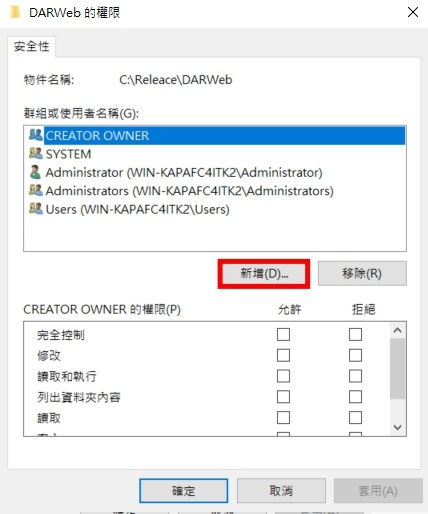 DARWeb 的權限
安全性
物件名稱: C:\Releace\DARWeb
群組或使用者名稱(G):
CREATOR OWNER
SYSTEM
Administrator (WIN-KAPAFC4ITK2\Administrator)
Administrators (WIN-KAPAFC4ITK2\Administrators)
Users (WIN-KAPAFC4ITK2\Users)
新增(D)... 移除(R)
CREATOR OWNER 的權限(P) 允許 拒絕
完全控制
修改
讀取和執行
列出資料夾內容
讀取
確定 取消 套用(A)